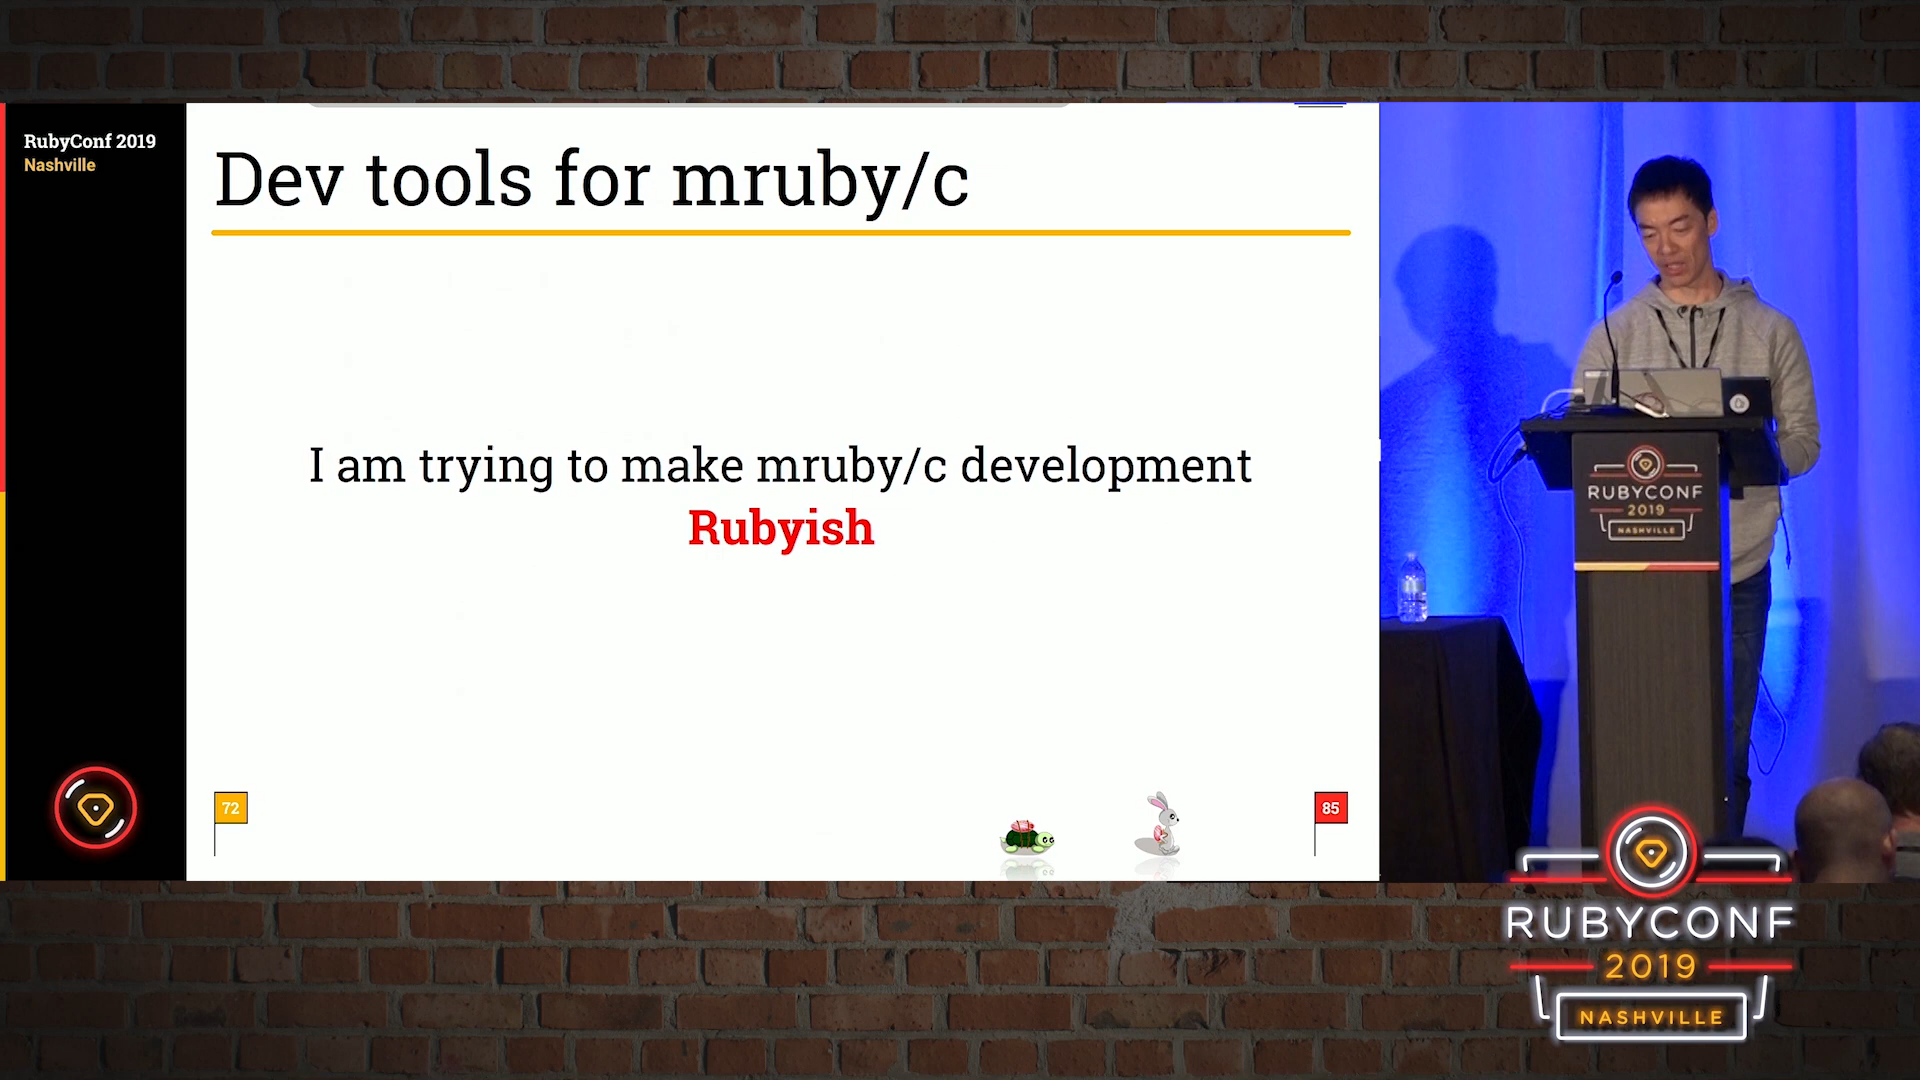 RubyConf 2019
Nashville
Dev tools for mruby/c
I am trying to make mruby/c development
Rubyish
72
85
RUBYCONF
2019
NASHVILLE
RUBYCONF
2019
NASHVILLE